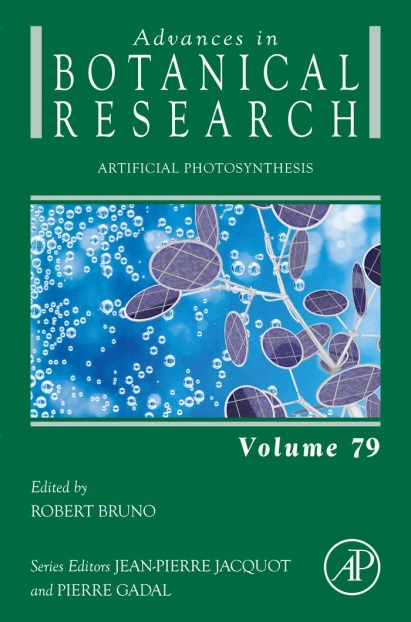 Advances in
BOTANICAL
RESEARCH
ARTIFICIAL PHOTOSYNTHESIS
Volume 79
Edited by
ROBERT BRUNO
Series Editors JEAN-PIERRE JACQUOT
and PIERRE GADAL
AP